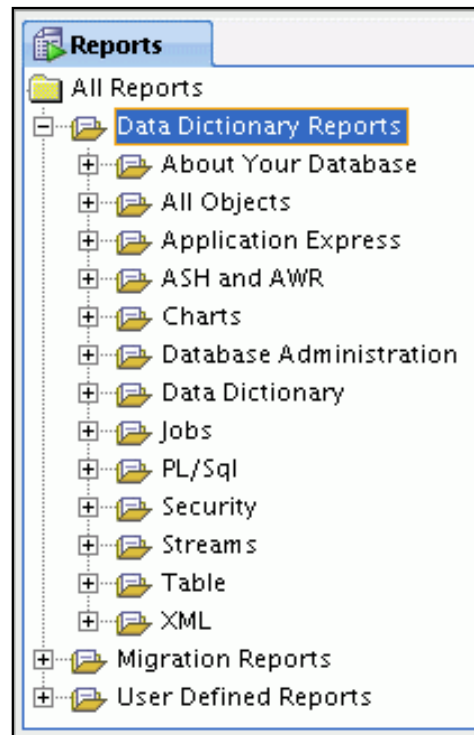 Reports
All Reports
Data Dictionary Reports
About Your Database
All Objects
Application Express
ASH and AWR
Charts
Database Administration
Data Dictionary
Jobs
PL/Sql
Security
Streams
Table
XML
Migration Reports
User Defined Reports